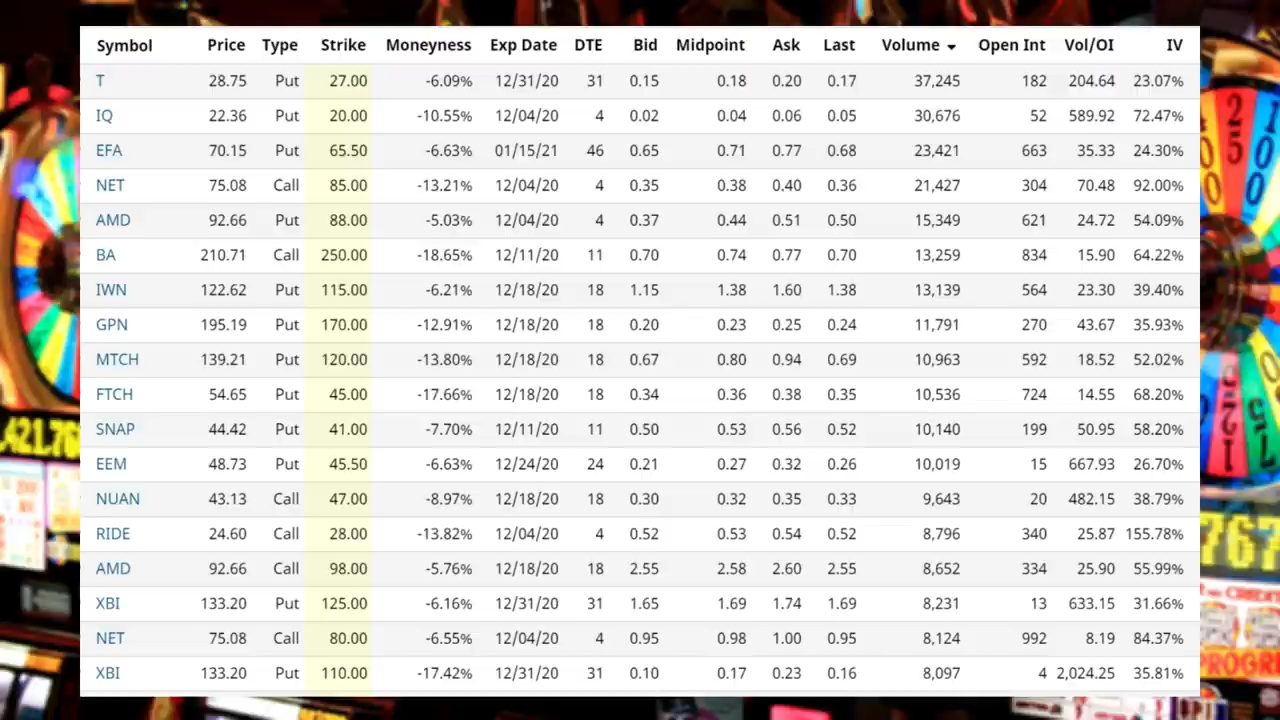 Symbol Price Type Strike Moneyness Exp Date DTE Bid Midpoint Ask Last Volume Open Int Vol/OI IV
T 28.75 Put 27.00 -6.09% 12/31/20 31 0.15 0.18 0.20 0.17 37,245 182 204.64 23.07%
IQ 22.36 Put 20.00 -10.55% 12/04/20 4 0.02 0.04 0.06 0.05 30,676 52 589.92 72.47%
EFA 70.15 Put 65.50 -6.63% 01/15/21 46 0.65 0.71 0.77 0.68 23,421 663 35.33 24.30%
NET 75.08 Call 85.00 -13.21% 12/04/20 4 0.35 0.38 0.40 0.36 21,427 304 70.48 92.00%
AMD 92.66 Put 88.00 -5.03% 12/04/20 4 0.37 0.44 0.51 0.50 15,349 621 24.72 54.09%
BA 210.71 Call 250.00 -18.65% 12/11/20 11 0.70 0.74 0.77 0.70 13,259 834 15.90 64.22%
IWN 122.62 Put 115.00 -6.21% 12/18/20 18 1.15 1.38 1.60 1.38 13,139 564 23.30 39.40%
GPN 195.19 Put 170.00 -12.91% 12/18/20 18 0.20 0.23 0.25 0.24 11,791 270 43.67 35.93%
MTCH 139.21 Put 120.00 -13.80% 12/18/20 18 0.67 0.80 0.94 0.69 10,963 592 18.52 52.02%
FTCH 54.65 Put 45.00 -17.66% 12/18/20 18 0.34 0.36 0.38 0.35 10,536 724 14.55 68.20%
SNAP 44.42 Put 41.00 -7.70% 12/11/20 11 0.50 0.53 0.56 0.52 10,140 199 50.95 58.20%
EEM 48.73 Put 45.50 -6.63% 12/24/20 24 0.21 0.27 0.32 0.26 10,019 15 667.93 26.70%
NUAN 43.13 Call 47.00 -8.97% 12/18/20 18 0.30 0.32 0.35 0.33 9,643 20 482.15 38.79%
RIDE 24.60 Call 28.00 -13.82% 12/04/20 4 0.52 0.53 0.54 0.52 8,796 340 25.87 155.78%
AMD 92.66 Call 98.00 -5.76% 12/18/20 18 2.55 2.58 2.60 2.55 8,652 334 25.90 55.99%
XBI 133.20 Put 125.00 -6.16% 12/31/20 31 1.65 1.69 1.74 1.69 8,231 13 633.15 31.66%
NET 75.08 Call 80.00 -6.55% 12/04/20 4 0.95 0.98 1.00 0.95 8,124 992 8.19 84.37%
XBI 133.20 Put 110.00 -17.42% 12/31/20 31 0.10 0.17 0.23 0.16 8,097 4 2,024.25 35.81%